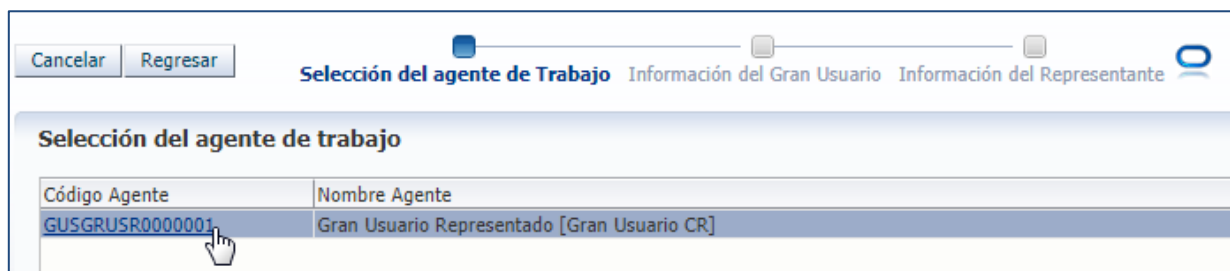 Cancelar Regresar
Selección del agente de Trabajo Información del Gran Usuario Información del Representante
Selección del agente de trabajo
Código Agente Nombre Agente
GUSGRUSR0000001 Gran Usuario Representado [Gran Usuario CR]